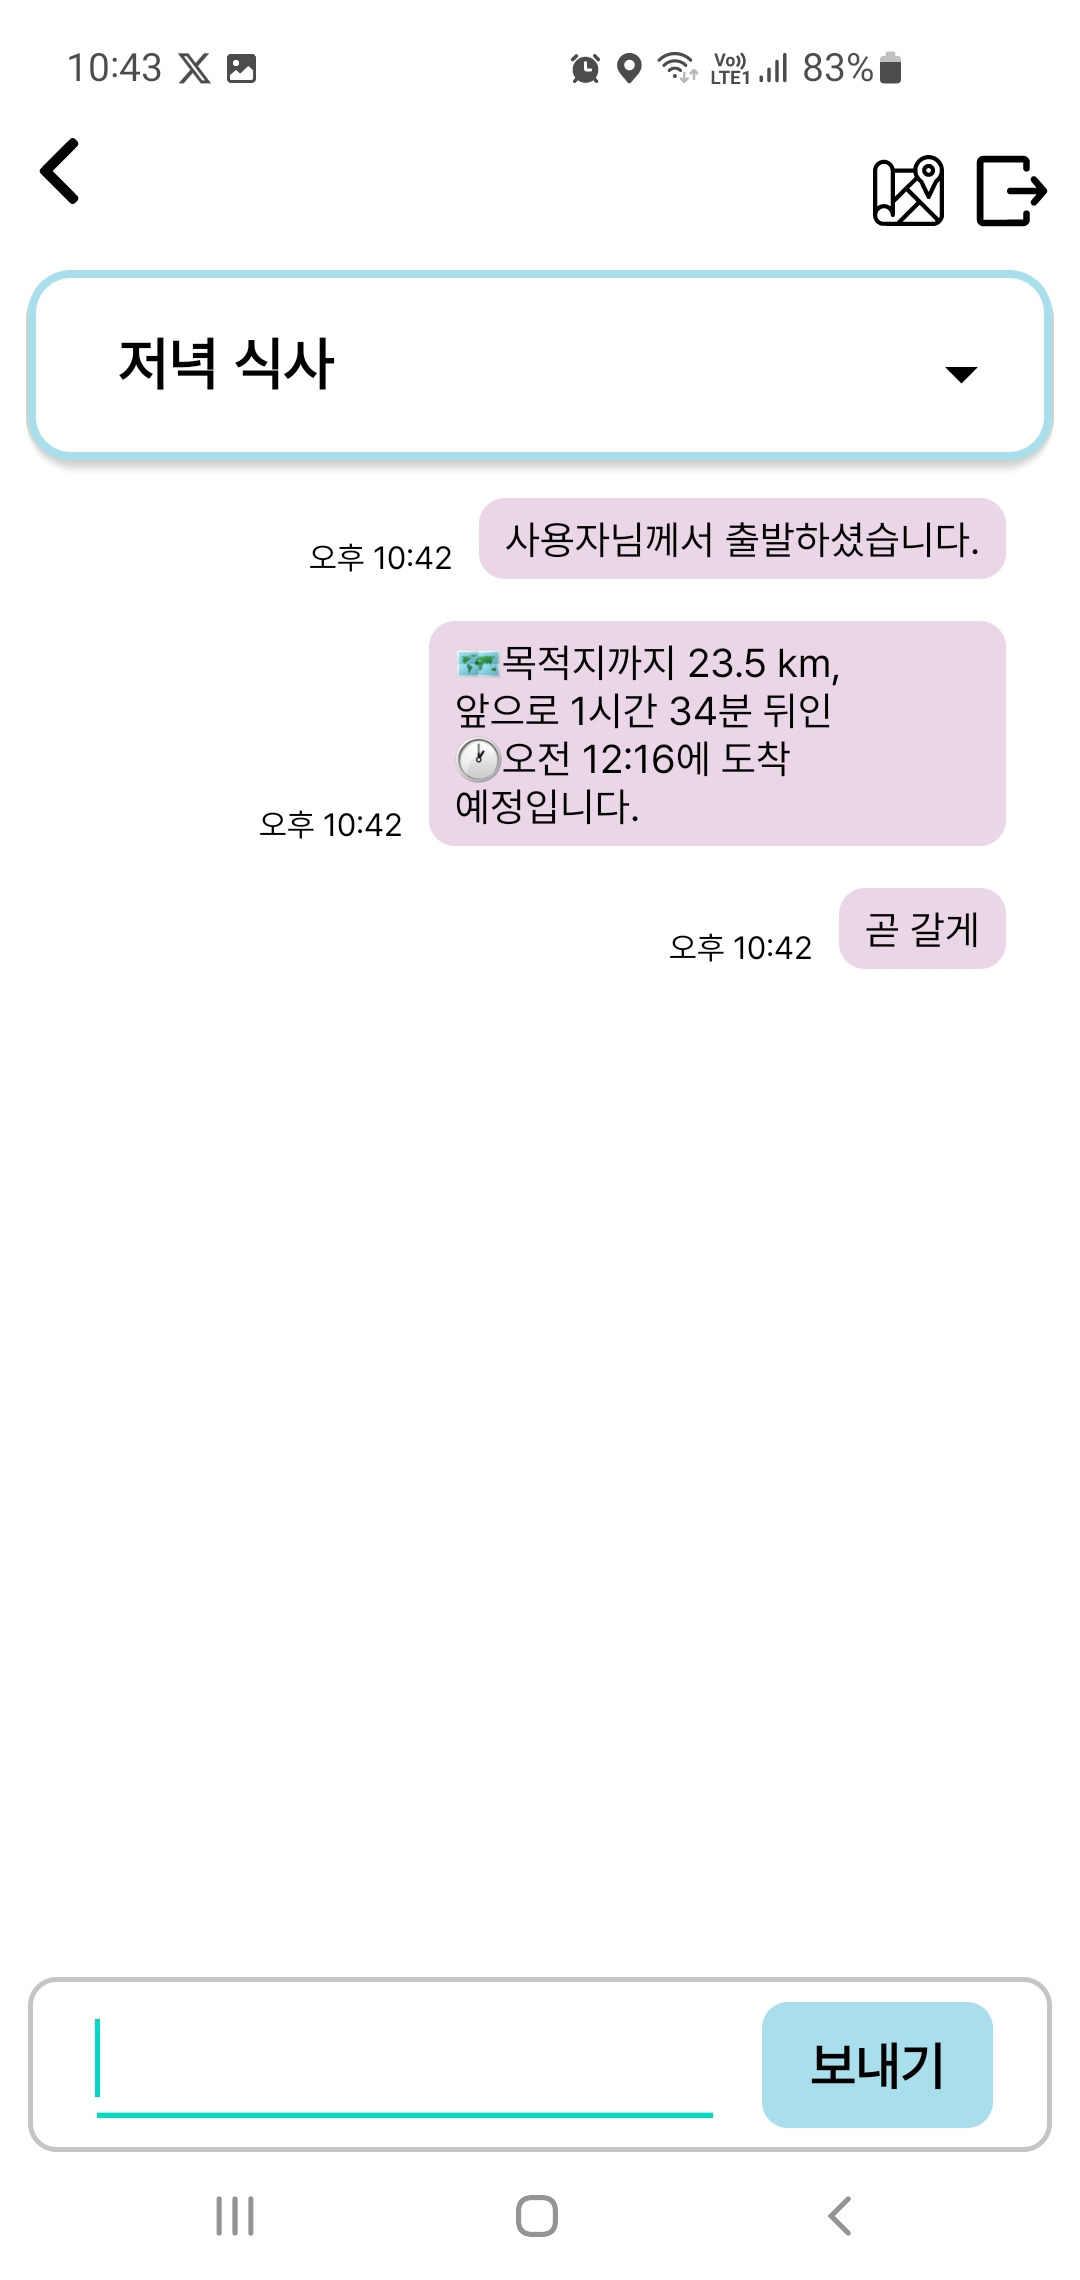 10:43
Vo)) LTE1 83%
저녁 식사
사용자님께서 출발하셨습니다.
오후 10:42
🗺️목적지까지 23.5 km,
앞으로 1시간 34분 뒤인
🕐오전 12:16에 도착
예정입니다.
오후 10:42
곧 갈게
오후 10:42
보내기